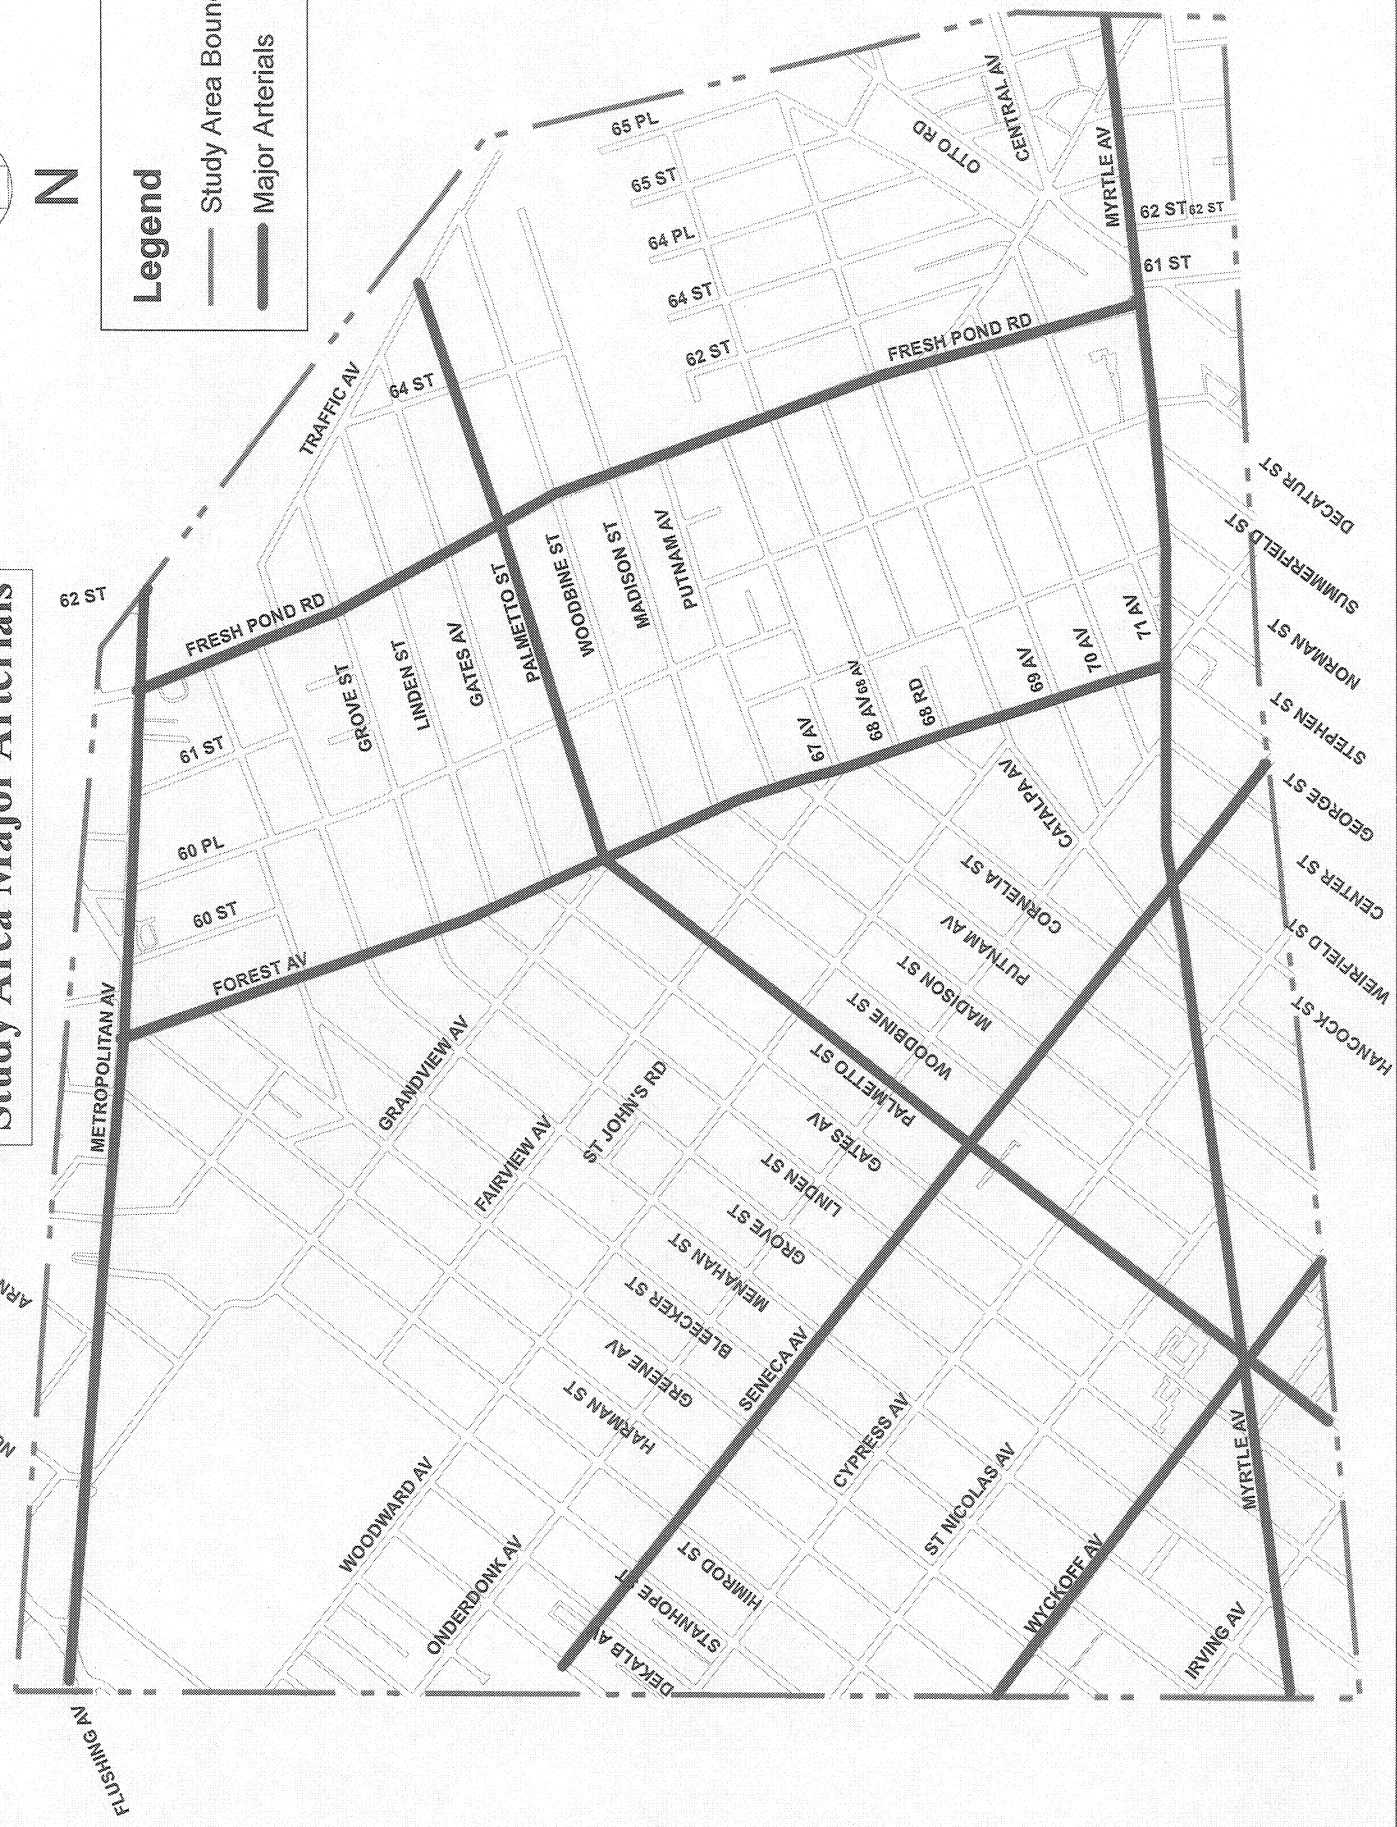 Study Area Major Arterials
N
Legend
Study Area Boun
Major Arterials
62 ST
TRAFFIC AV
64 ST
65 PL
65 ST
64 PL
64 ST
62 ST
OTTO RD
CENTRAL AV
MYRTLE AV
62 ST
62 ST
61 ST
FRESH POND RD
FRESH POND RD
61 ST
60 PL
60 ST
FOREST AV
METROPOLITAN AV
GROVE ST
LINDEN ST
GATES AV
PALMETTO ST
WOODBINE ST
MADISON ST
PUTNAM AV
67 AV
68 AV
68 AV
68 RD
69 AV
70 AV
71 AV
CATALPA AV
CORNELIA ST
PUTNAM AV
MADISON ST
WOODBINE ST
PALMETTO ST
GATES AV
LINDEN ST
GROVE ST
MENAHAN ST
BLEECKER ST
GREENE AV
HARMAN ST
HIMROD ST
STANHOPE ST
DEKALB AV
GRANDVIEW AV
FAIRVIEW AV
ST JOHN'S RD
SENECA AV
WOODWARD AV
ONDERDONK AV
CYPRESS AV
ST NICOLAS AV
WYCKOFF AV
IRVING AV
MYRTLE AV
FLUSHING AV
DECATUR ST
SUMMERFIELD ST
NORMAN ST
STEPHEN ST
GEORGE ST
CENTER ST
WEIRFIELD ST
HANCOCK ST